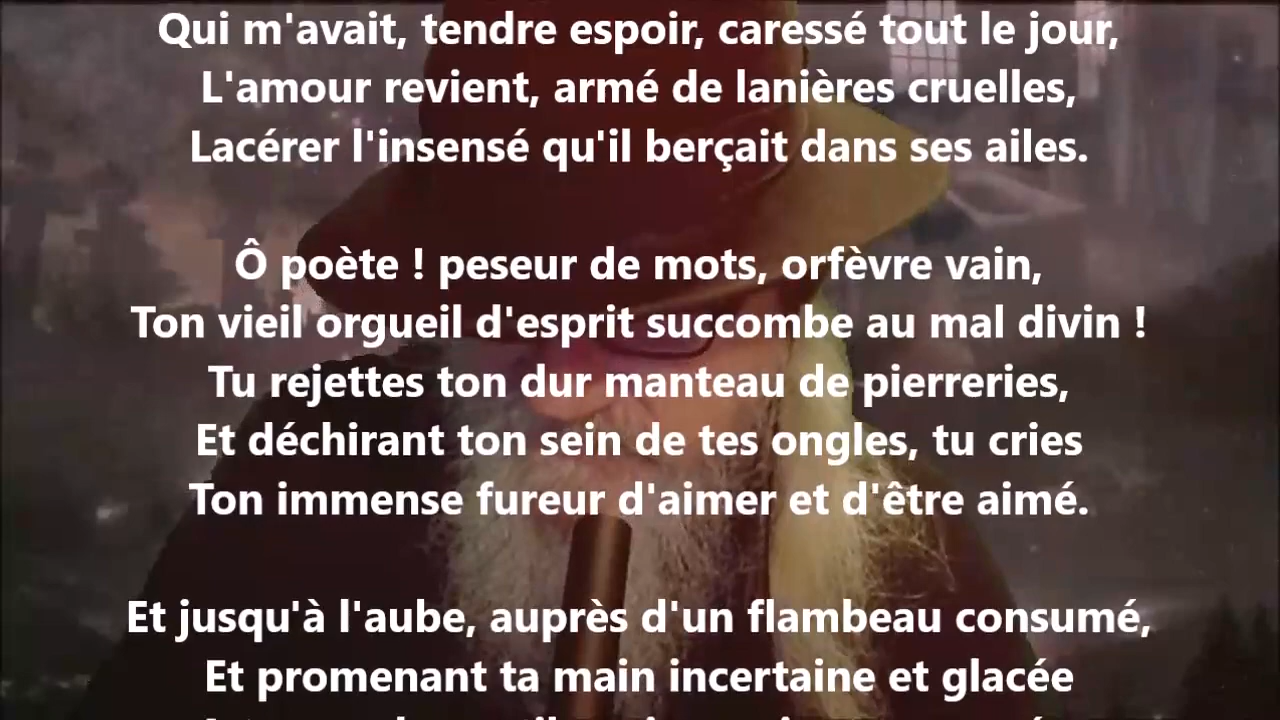 Qui m'avait, tendre espoir, caressé tout le jour,
L'amour revient, armé de lanières cruelles,
Lacérer l'insensé qu'il berçait dans ses ailes.
Ô poète ! peseur de mots, orfèvre vain,
Ton vieil orgueil d'esprit succombe au mal divin !
Tu rejettes ton dur manteau de pierreries,
Et déchirant ton sein de tes ongles, tu cries
Ton immense fureur d'aimer et d'être aimé.
Et jusqu'à l'aube, auprès d'un flambeau consumé,
Et promenant ta main incertaine et glacée